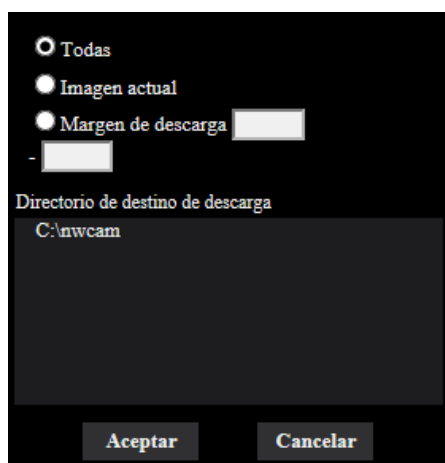 Todas
Imagen actual
Margen de descarga
-
Directorio de destino de descarga
C:\nwcam
Aceptar Cancelar